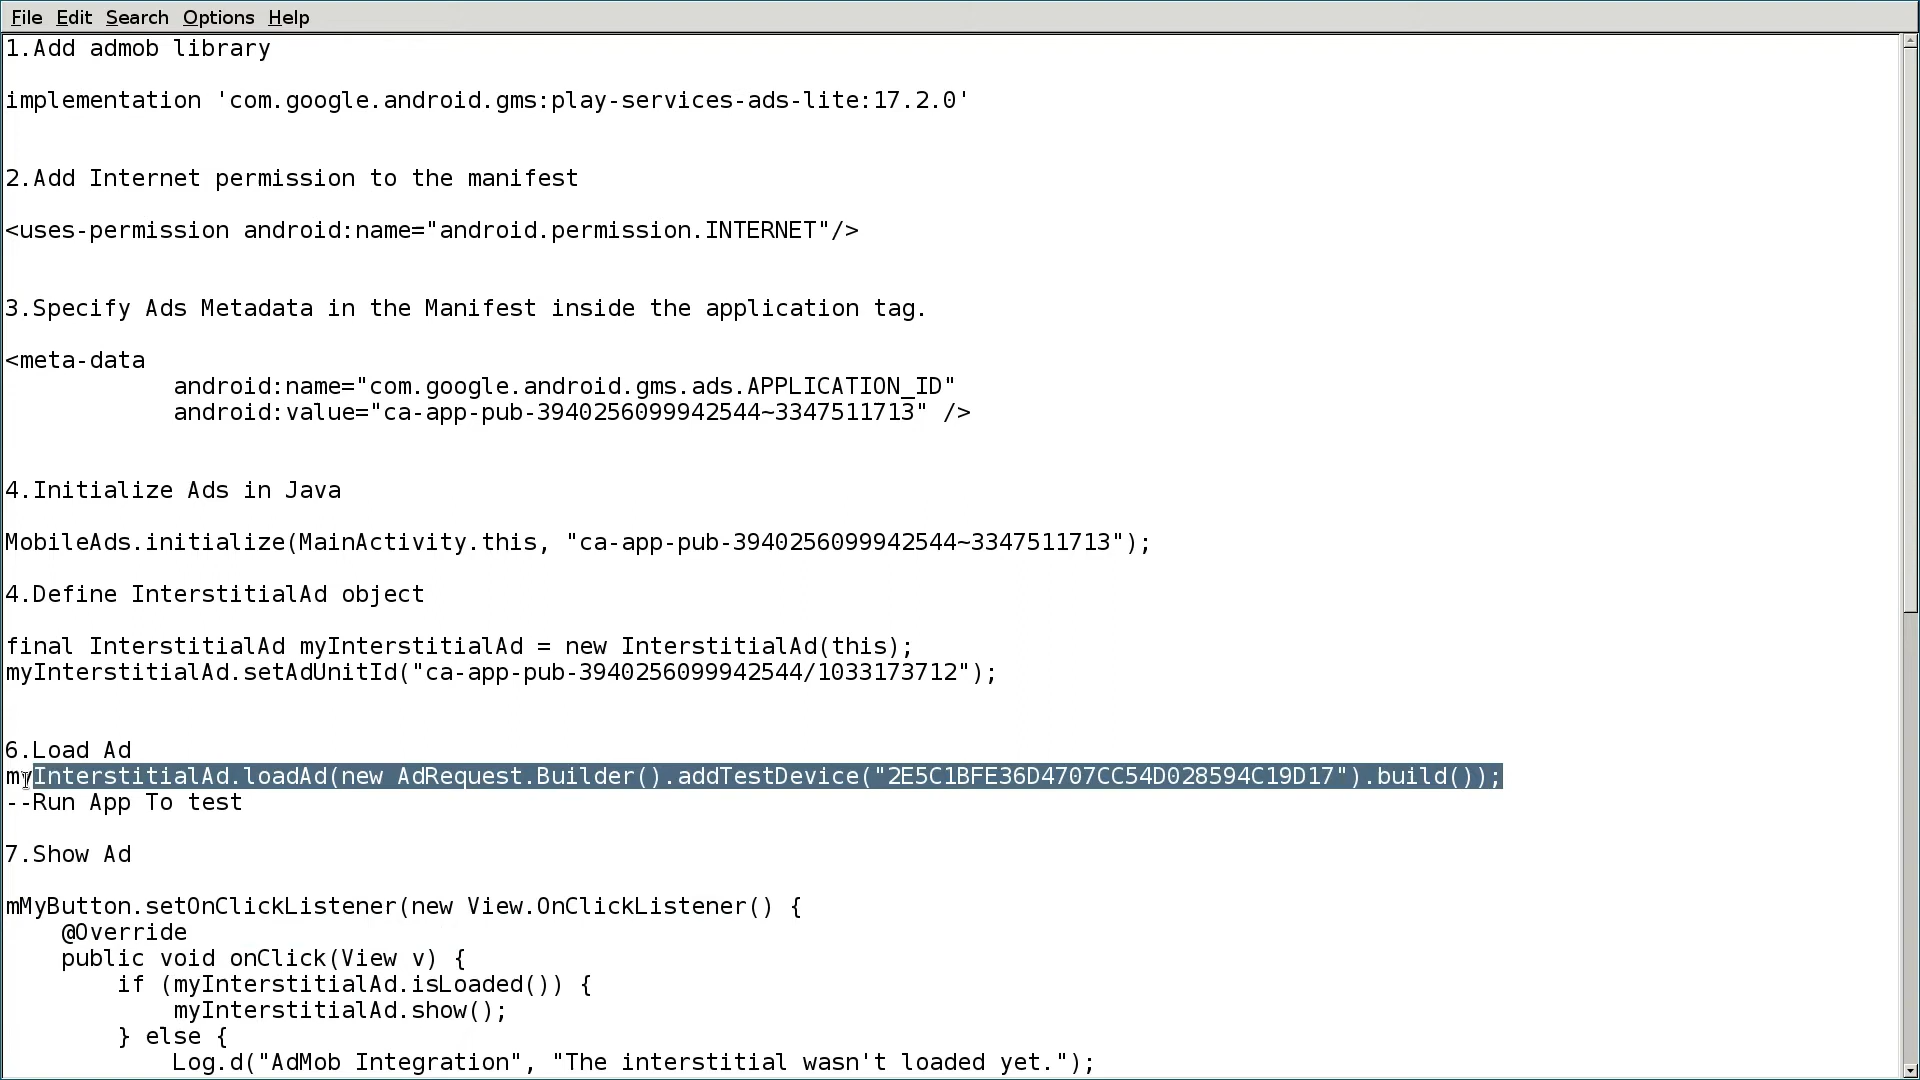 File Edit Search Options Help
1.Add admob library
implementation 'com.google.android.gms:play-services-ads-lite:17.2.0'
2.Add Internet permission to the manifest
<uses-permission android:name="android.permission.INTERNET"/>
3.Specify Ads Metadata in the Manifest inside the application tag.
<meta-data
android:name="com.google.android.gms.ads.APPLICATION_ID"
android:value="ca-app-pub-3940256099942544~3347511713" />
4.Initialize Ads in Java
MobileAds.initialize(MainActivity.this, "ca-app-pub-3940256099942544~3347511713");
4.Define InterstitialAd object
final InterstitialAd myInterstitialAd = new InterstitialAd(this);
myInterstitialAd.setAdUnitId("ca-app-pub-3940256099942544/1033173712");
6.Load Ad
myInterstitialAd.loadAd(new AdRequest.Builder().addTestDevice("2E5C1BFE36D4707CC54D028594C19D17").build());
--Run App To test
7.Show Ad
mMyButton.setOnClickListener(new View.OnClickListener() {
@Override
public void onClick(View v) {
if (myInterstitialAd.isLoaded()) {
myInterstitialAd.show();
} else {
Log.d("AdMob Integration", "The interstitial wasn't loaded yet.");